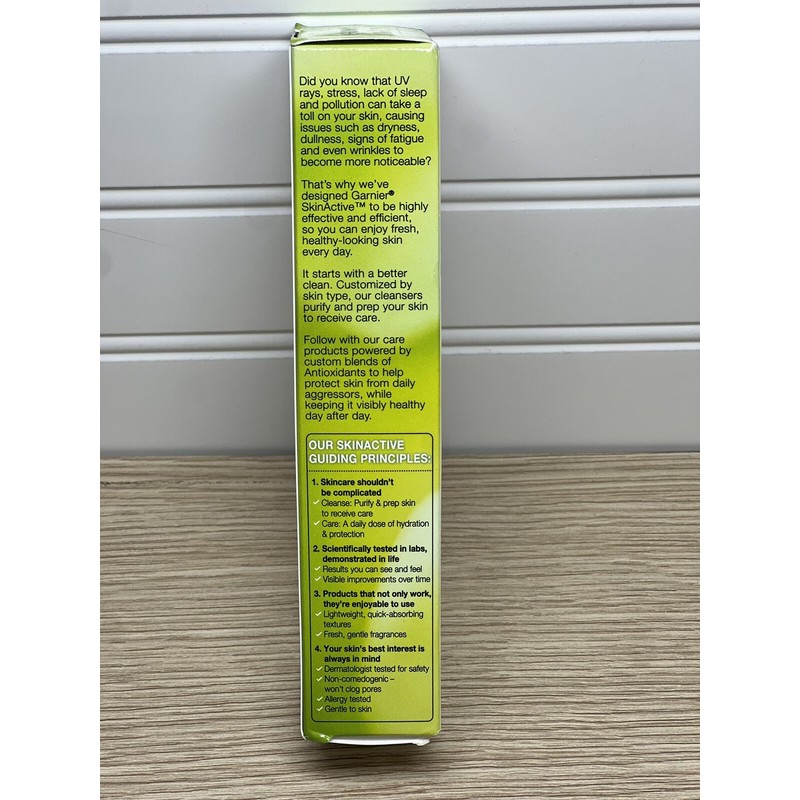 Did you know that UV
rays, stress, lack of sleep
and pollution can take a
toll on your skin, causing
issues such as dryness,
dullness, signs of fatigue
and even wrinkles to
become more noticeable?
That's why we've
designed Garnier®
SkinActive™ to be highly
effective and efficient,
so you can enjoy fresh,
healthy-looking skin
every day.
It starts with a better
clean. Customized by
skin type, our cleansers
purify and prep your skin
to receive care.
Follow with our care
products powered by
custom blends of
Antioxidants to help
protect skin from daily
aggressors, while
keeping it visibly healthy
day after day.
OUR SKINACTIVE
GUIDING PRINCIPLES:
1. Skincare shouldn't
be complicated
✓ Cleanse: Purify & prep skin
to receive care
✓ Care: A daily dose of hydration
& protection
2. Scientifically tested in labs,
demonstrated in life
✓ Results you can see and feel
✓ Visible improvements over time
3. Products that not only work,
they're enjoyable to use
✓ Lightweight, quick-absorbing
textures
✓ Fresh, gentle fragrances
4. Your skin's best interest is
always in mind
✓ Dermatologist tested for safety
✓ Non-comedogenic –
won't clog pores
✓ Allergy tested
✓ Gentle to skin